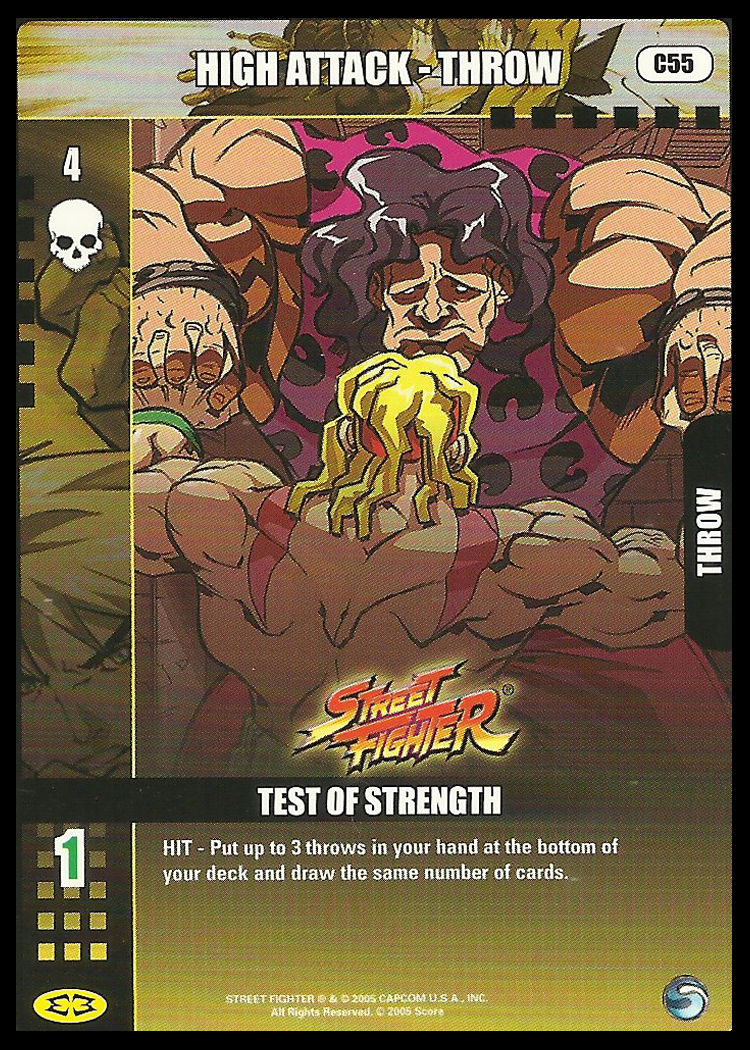 HIGH ATTACK - THROW
C55
4
THROW
STREET
FIGHTER®
TEST OF STRENGTH
1
HIT - Put up to 3 throws in your hand at the bottom of
your deck and draw the same number of cards.
STREET FIGHTER ® & © 2005 CAPCOM U.S.A., INC.
All Rights Reserved. © 2005 Score